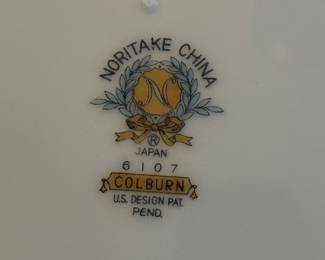 NORITAKE CHINA
N
®
JAPAN
6107
COLBURN
U.S. DESIGN PAT.
PEND.